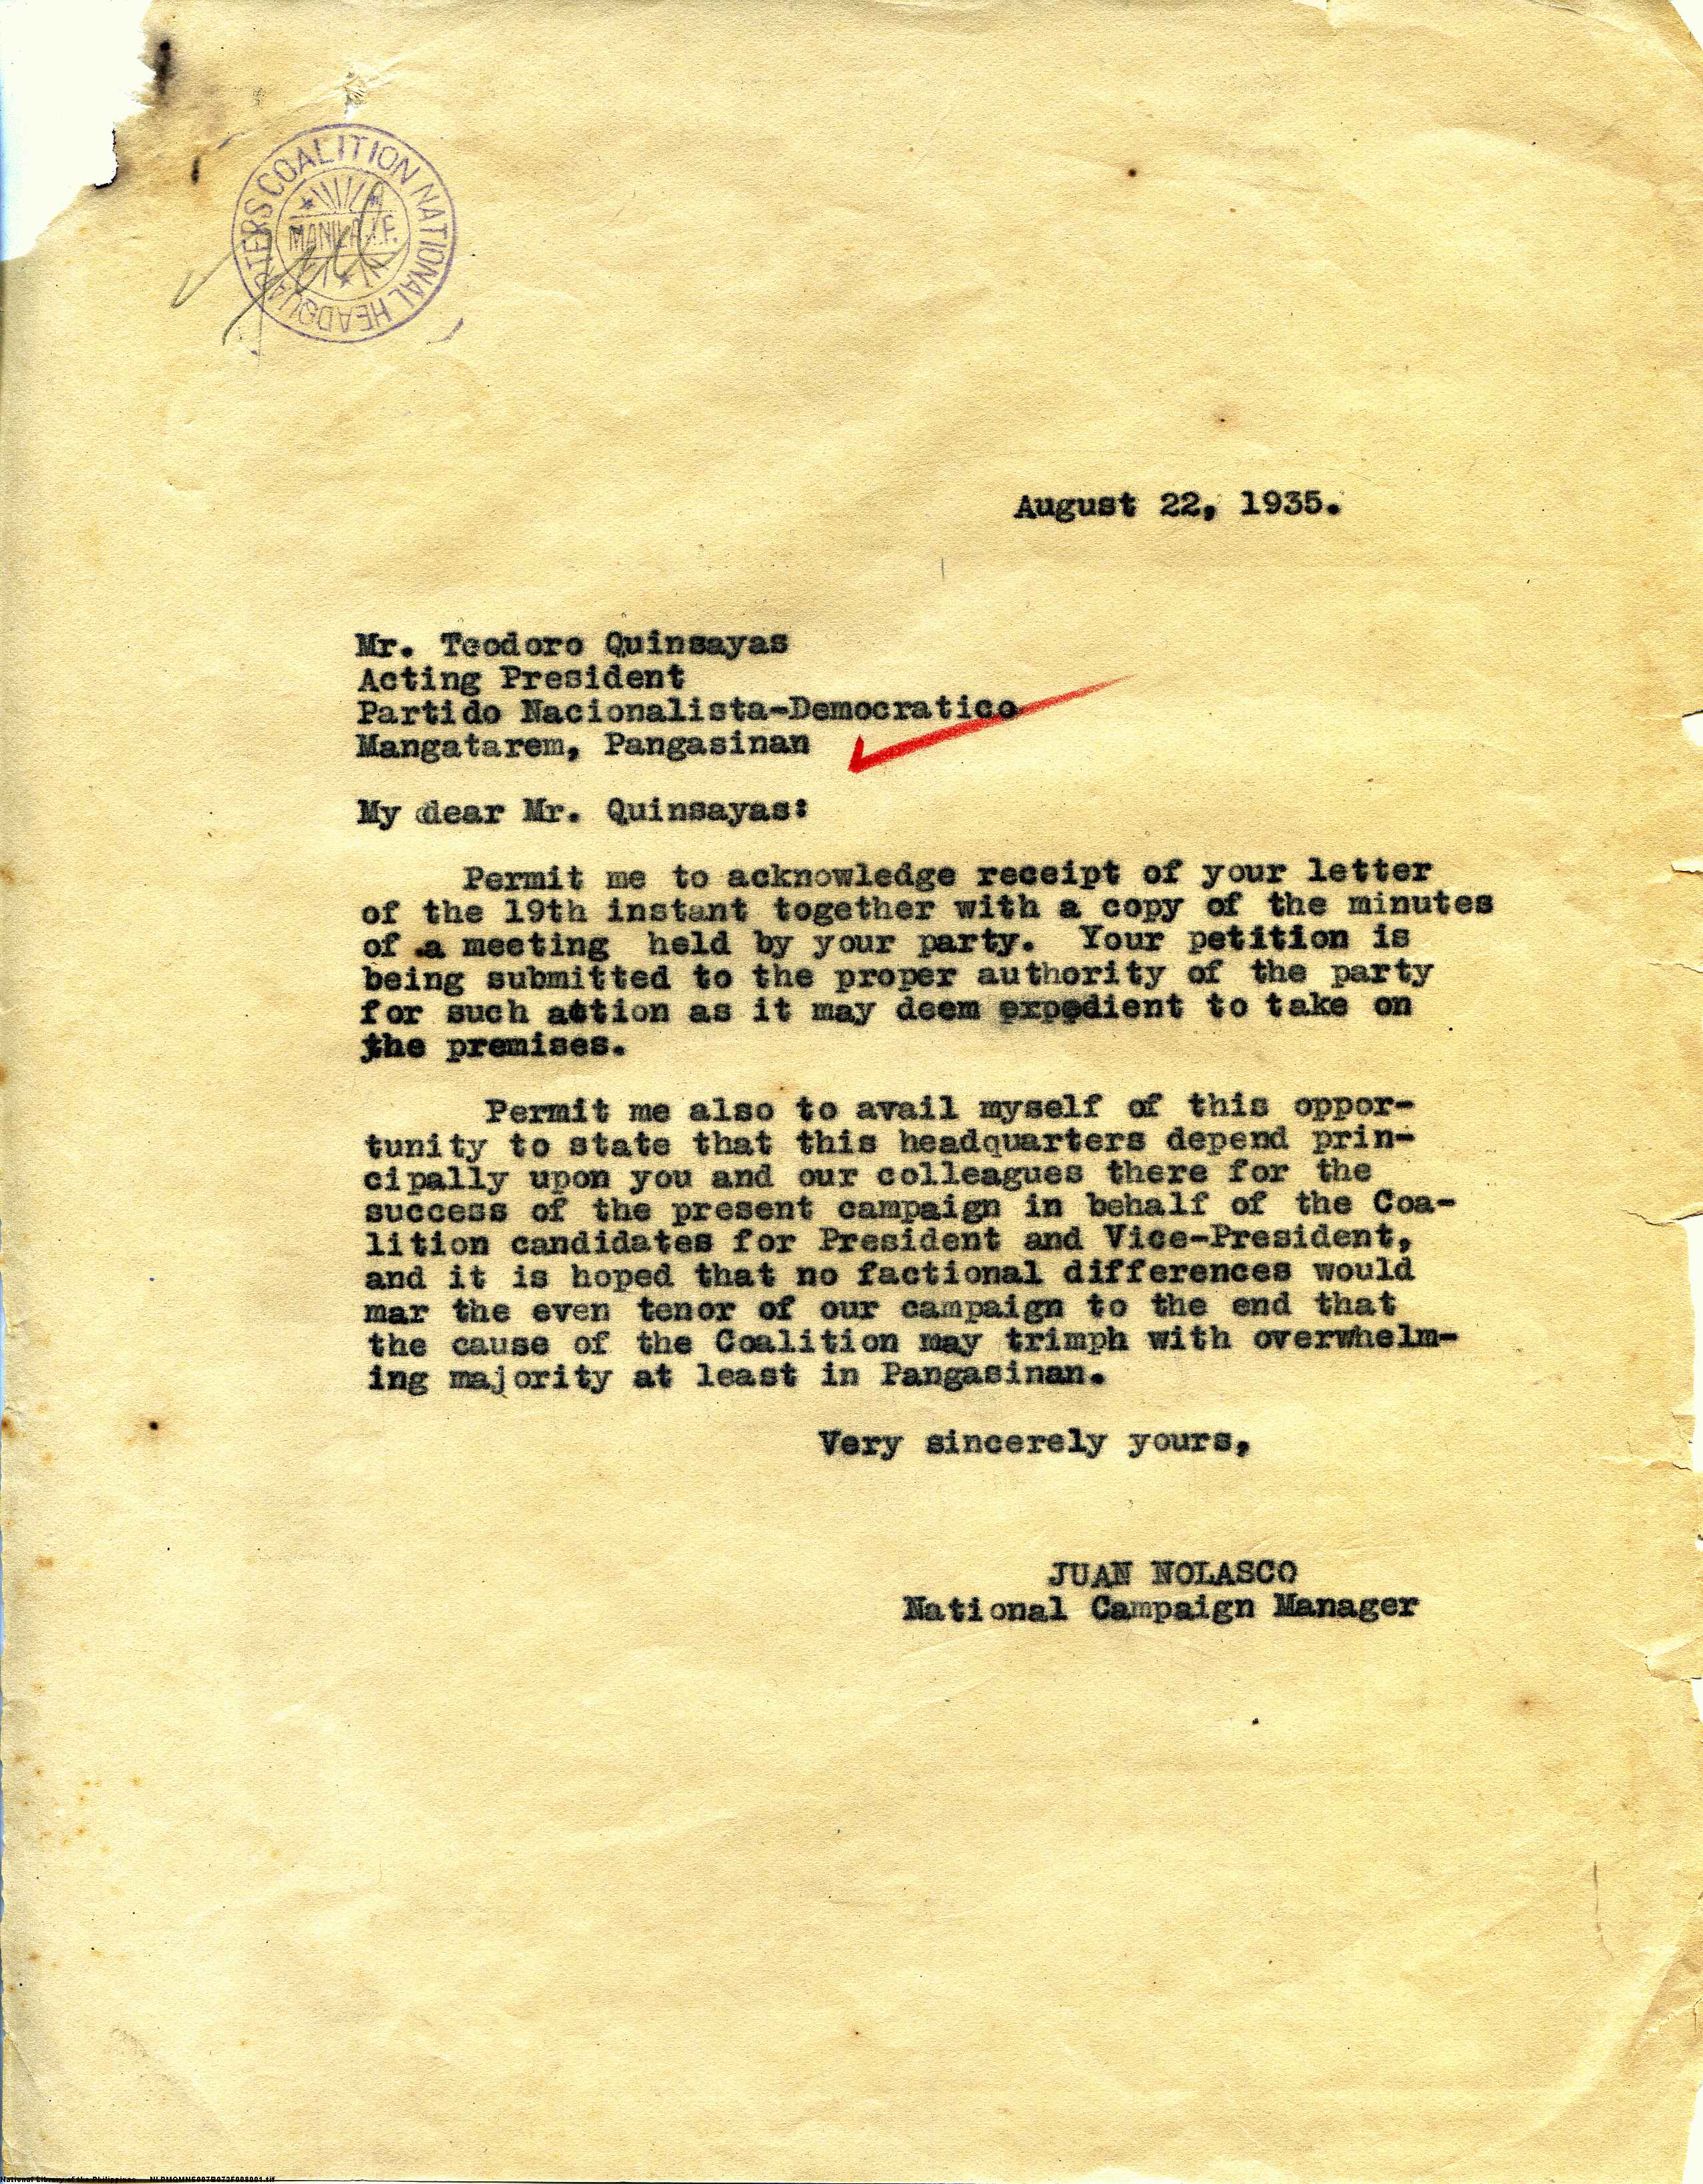 COALITION NATIONAL HEADQUARTERS
MANILA
August 22, 1935.
Mr. Teodoro Quinsayas
Acting President
Partido Nacionalista-Democratico
Mangatarem, Pangasinan
My dear Mr. Quinsayas:
Permit me to acknowledge receipt of your letter
of the 19th instant together with a copy of the minutes
of a meeting held by your party. Your petition is
being submitted to the proper authority of the party
for such action as it may deem expedient to take on
the premises.
Permit me also to avail myself of this oppor-
tunity to state that this headquarters depend prin-
cipally upon you and our colleagues there for the
success of the present campaign in behalf of the Coa-
lition candidates for President and Vice-President,
and it is hoped that no factional differences would
mar the even tenor of our campaign to the end that
the cause of the Coalition may trimph with overwhelm-
ing majority at least in Pangasinan.
Very sincerely yours,
JUAN NOLASCO
National Campaign Manager
National Library of the Philippines